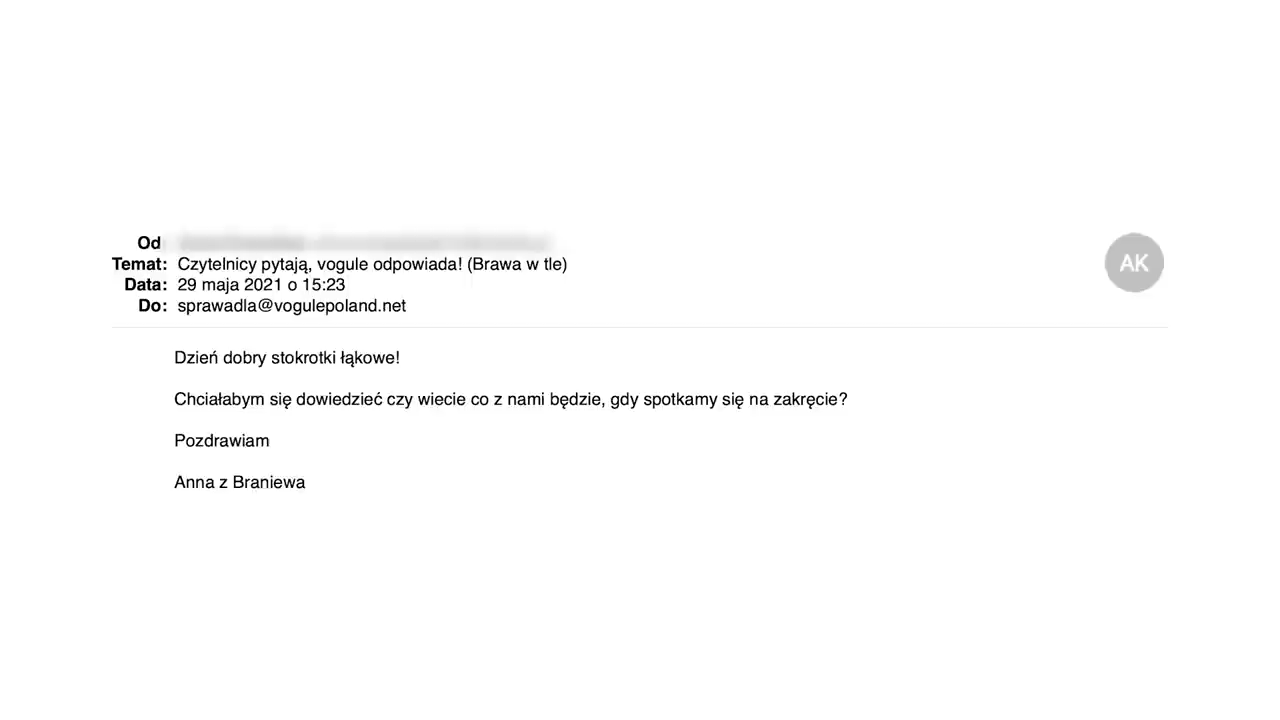 Od
Temat: Czytelnicy pytają, vogule odpowiada! (Brawa w tle)
Data: 29 maja 2021 o 15:23
Do: sprawadla@vogulepoland.net
AK
Dzień dobry stokrotki łąkowe!
Chciałabym się dowiedzieć czy wiecie co z nami będzie, gdy spotkamy się na zakręcie?
Pozdrawiam
Anna z Braniewa